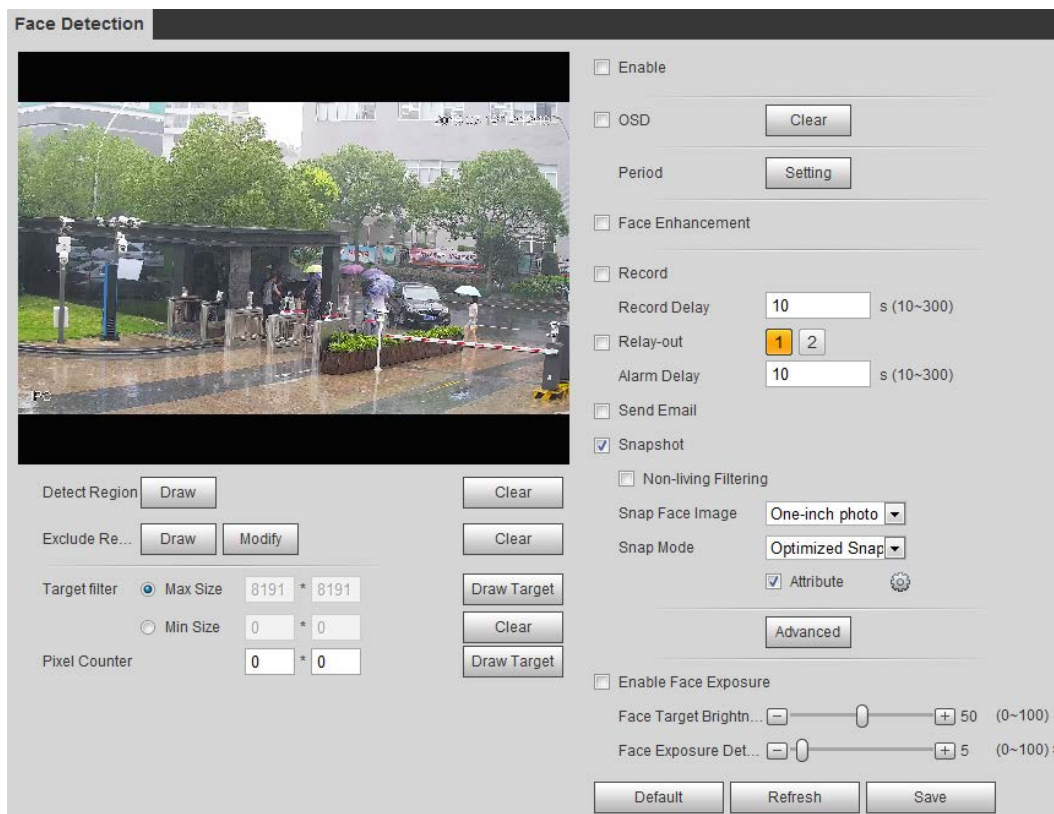 Face Detection
Enable
OSD Clear
Period Setting
Face Enhancement
Record
Record Delay 10 s (10~300)
Relay-out 1 2
Alarm Delay 10 s (10~300)
Send Email
Snapshot
Non-living Filtering
Snap Face Image One-inch photo
Snap Mode Optimized Snap
Attribute
Advanced
Enable Face Exposure
Face Target Brightn... 50 (0~100)
Face Exposure Det... 5 (0~100)
Default Refresh Save
Detect Region Draw Clear
Exclude Re... Draw Modify Clear
Target filter Max Size 8191 * 8191 Draw Target
Min Size 0 * 0 Clear
Pixel Counter 0 * 0 Draw Target